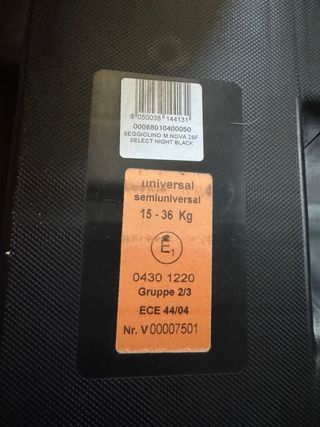 8 050038 144131
00088010400050
SEGGIOLINO M.NOVA 2SF
SELECT NIGHT BLACK
universal
semiuniversal
15 - 36 Kg
E1
0430 1220
Gruppe 2/3
ECE 44/04
Nr. V 00007501